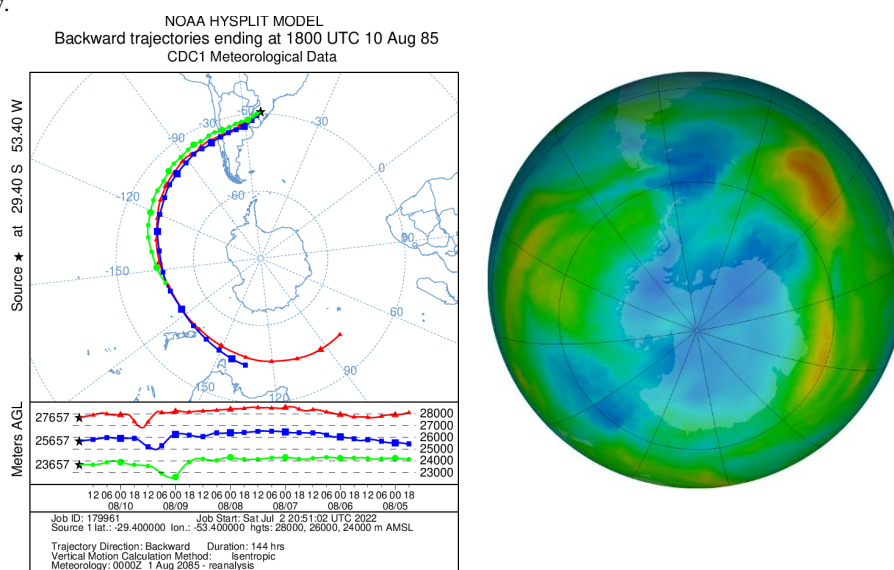 y.
NOAA HYSPLIT MODEL
Backward trajectories ending at 1800 UTC 10 Aug 85
CDC1 Meteorological Data
Source ★ at 29.40 S 53.40 W
-60
-30
-30
-90
0
-120
-60
-150
60
90
150
120
Meters AGL
27657 ★
25657 ★
23657 ★
28000
27000
26000
25000
24000
23000
12 06 00 18 12 06 00 18 12 06 00 18 12 06 00 18 12 06 00 18 12 06 00 18
08/10 08/09 08/08 08/07 08/06 08/05
Job ID: 179961 Job Start: Sat Jul 2 20:51:02 UTC 2022
Source 1 lat.: -29.400000 lon.: -53.400000 hgts: 28000, 26000, 24000 m AMSL
Trajectory Direction: Backward Duration: 144 hrs
Vertical Motion Calculation Method: Isentropic
Meteorology: 0000Z 1 Aug 2085 - reanalysis